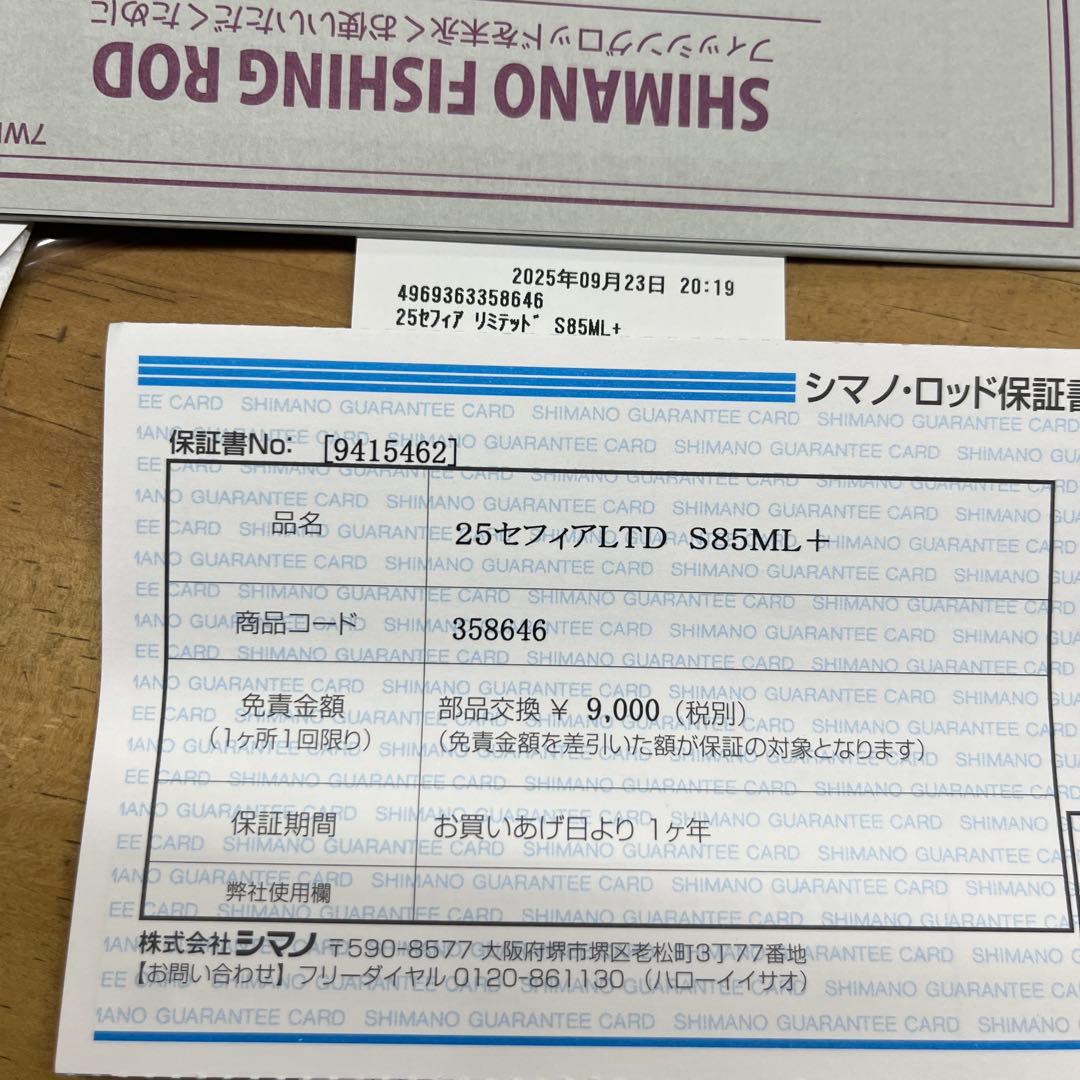 フィッシングロッドを末永くお使いいただくために
SHIMANO FISHING ROD
2025年09月23日 20:19
4969363358646
25セフィア リミテッド S85ML+
シマノ・ロッド保証書
保証書No: [9415462]
品名 25セフィアLTD S85ML＋
商品コード 358646
免責金額 部品交換 ¥ 9,000 (税別)
(1ヶ所1回限り) (免責金額を差引いた額が保証の対象となります)
保証期間 お買いあげ日より 1ヶ年
弊社使用欄
株式会社シマノ 〒590-8577 大阪府堺市堺区老松町3丁77番地
【お問い合わせ】フリーダイヤル 0120-861130 (ハローイイサオ)
SHIMANO GUARANTEE CARD